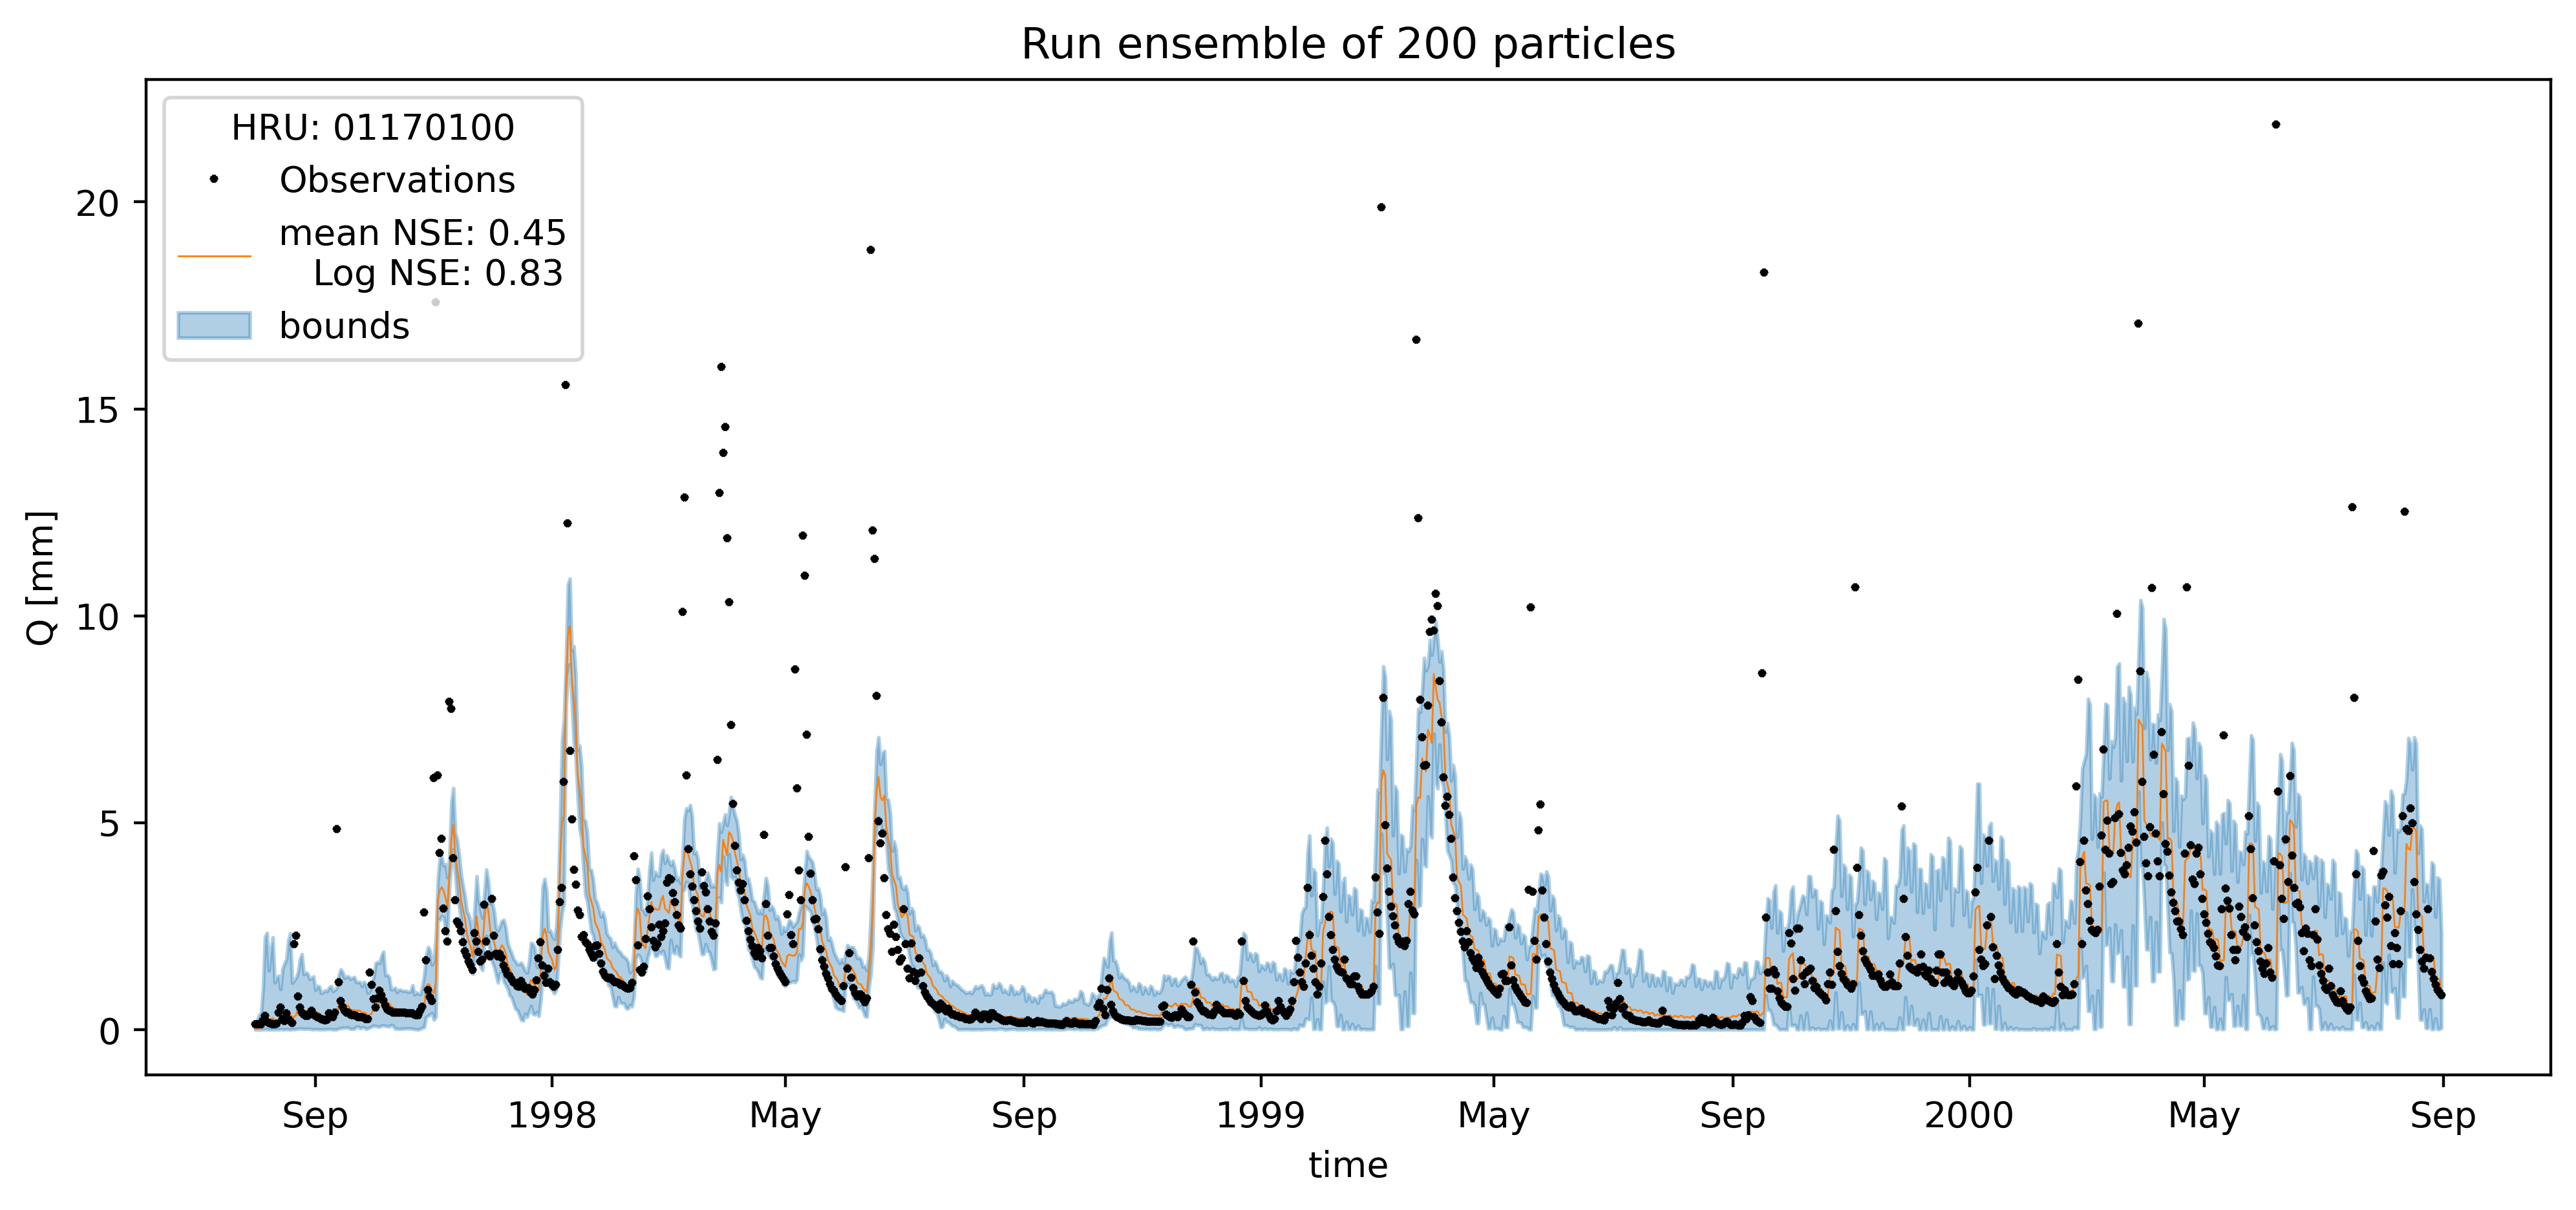 Run ensemble of 200 particles
HRU: 01170100
Observations
mean NSE: 0.45
Log NSE: 0.83
bounds
20
15
10
5
0
Q [mm]
Sep 1998 May Sep 1999 May Sep 2000 May Sep
time